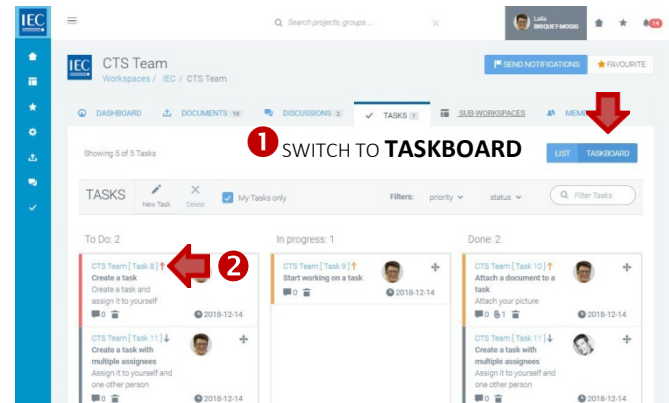 IEC
Search projects, groups ...
Laila
BRIQUET-MOSIG
14
IEC
CTS Team
Workspaces / IEC / CTS Team
SEND NOTIFICATIONS
FAVOURITE
DASHBOARD
DOCUMENTS 18
DISCUSSIONS 2
TASKS 7
SUB-WORKSPACES
MEM
Showing 5 of 5 Tasks
1 SWITCH TO TASKBOARD
LIST
TASKBOARD
TASKS
New Task
Delete
My Tasks only
Filters:
priority
status
Filter Tasks
To Do: 2
In progress: 1
Done: 2
CTS Team [ Task 8 ]
Create a task
Create a task and
assign it to yourself
0
2018-12-14
2
CTS Team [ Task 11 ]
Create a task with
multiple assignees
Assign it to yourself and
one other person
0
2018-12-14
CTS Team [ Task 9 ]
Start working on a task
0
2018-12-14
CTS Team [ Task 10 ]
Attach a document to a
task
Attach your picture
0 1
2018-12-14
CTS Team [ Task 11 ]
Create a task with
multiple assignees
Assign it to yourself and
one other person
0
2018-12-14